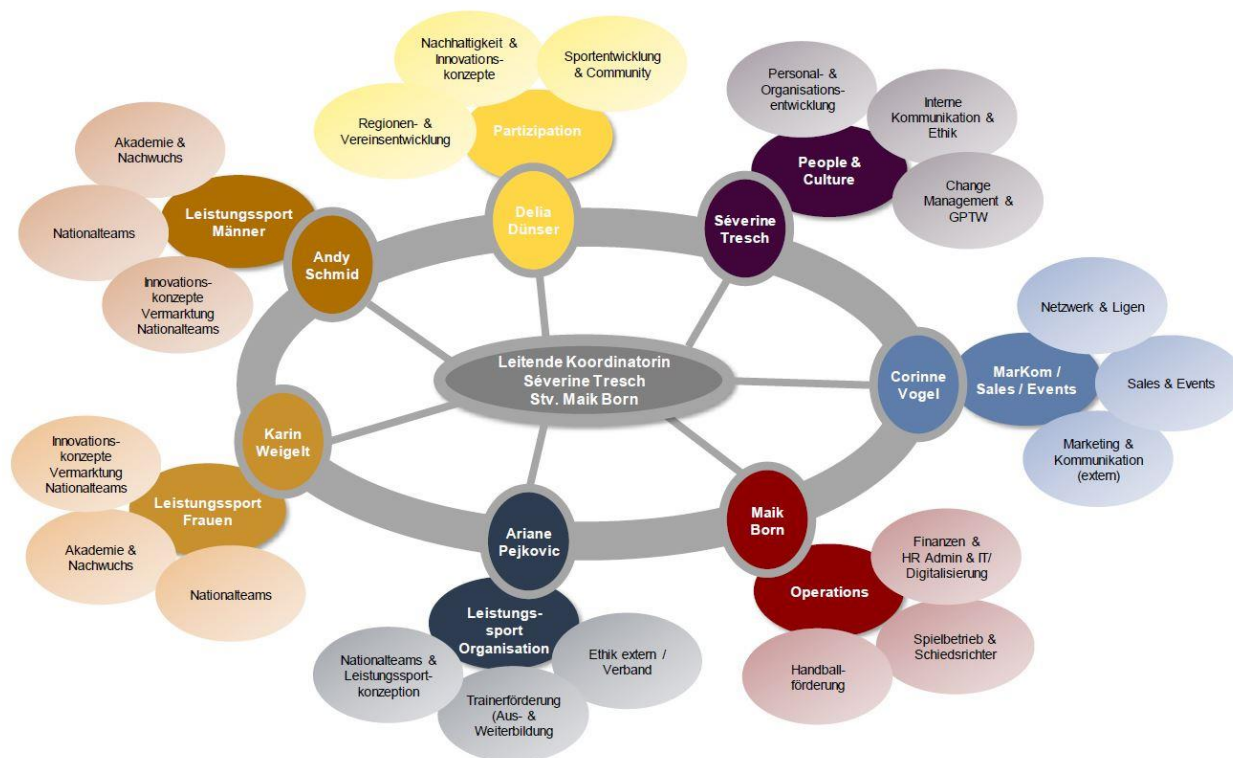 Nachhaltigkeit &
Innovations-
konzepte
Sportentwicklung
& Community
Regionen- &
Vereinsentwicklung
Partizipation
Delia
Dünser
Personal- &
Organisations-
entwicklung
Interne
Kommunikation &
Ethik
Change
Management &
GPTW
People &
Culture
Séverine
Tresch
Akademie &
Nachwuchs
Nationalteams
Innovations-
konzepte
Vermarktung
Nationalteams
Leistungssport
Männer
Andy
Schmid
Leitende Koordinatorin
Séverine Tresch
Stv. Maik Born
Corinne
Vogel
MarKom /
Sales / Events
Netzwerk & Ligen
Sales & Events
Marketing &
Kommunikation
(extern)
Karin
Weigelt
Leistungssport
Frauen
Innovations-
konzepte
Vermarktung
Nationalteams
Akademie &
Nachwuchs
Nationalteams
Ariane
Pejkovic
Leistungs-
sport
Organisation
Nationalteams &
Leistungssport-
konzeption
Trainerförderung
(Aus- &
Weiterbildung
Ethik extern /
Verband
Maik
Born
Operations
Finanzen &
HR Admin & IT/
Digitalisierung
Spielbetrieb &
Schiedsrichter
Handball-
förderung